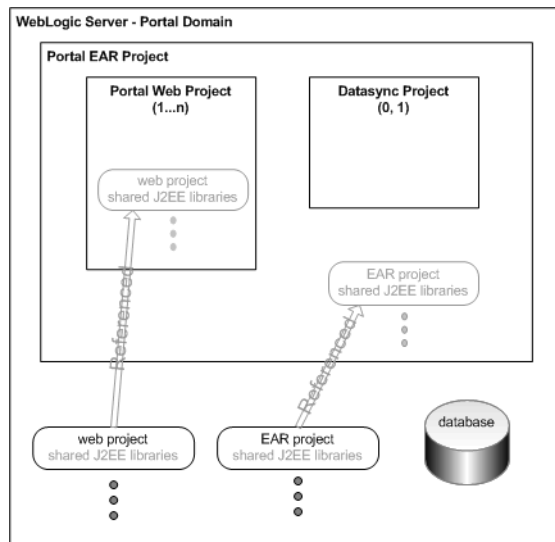 WebLogic Server - Portal Domain
Portal EAR Project
Portal Web Project
(1...n)
Datasync Project
(0, 1)
web project
shared J2EE libraries
EAR project
shared J2EE libraries
Referenced
Referenced
web project
shared J2EE libraries
EAR project
shared J2EE libraries
database